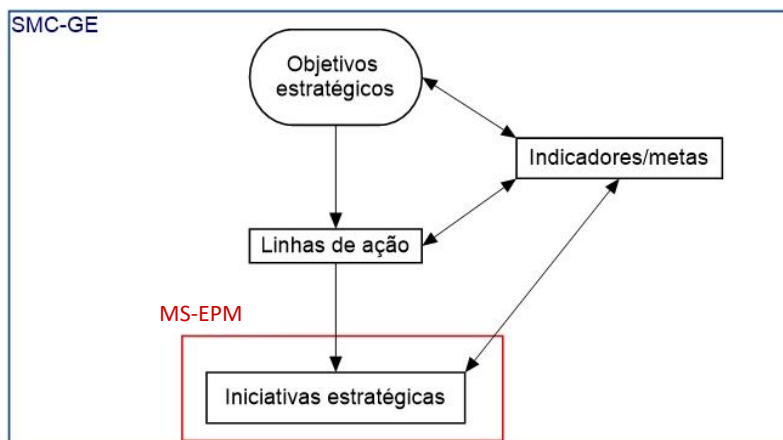 SMC-GE
Objetivos
estratégicos
Indicadores/metas
Linhas de ação
MS-EPM
Iniciativas estratégicas